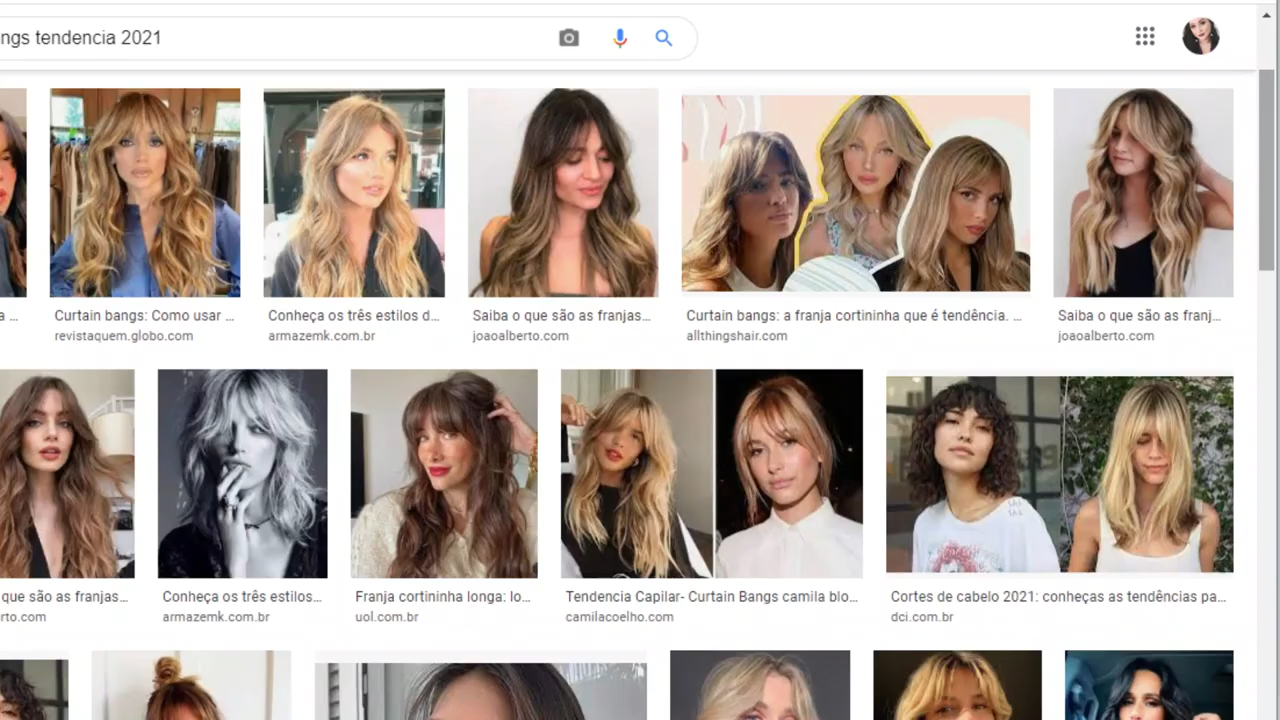 ngs tendencia 2021
a ...
Curtain bangs: Como usar ...
revistaquem.globo.com
Conheça os três estilos d...
armazemk.com.br
Saiba o que são as franjas...
joaoalberto.com
Curtain bangs: a franja cortininha que é tendência. ...
allthingshair.com
Saiba o que são as franj...
joaoalberto.com
que são as franjas...
rto.com
Conheça os três estilos...
armazemk.com.br
Franja cortininha longa: lo...
uol.com.br
Tendencia Capilar- Curtain Bangs camila blo...
camilacoelho.com
Cortes de cabelo 2021: conheças as tendências pa...
dci.com.br